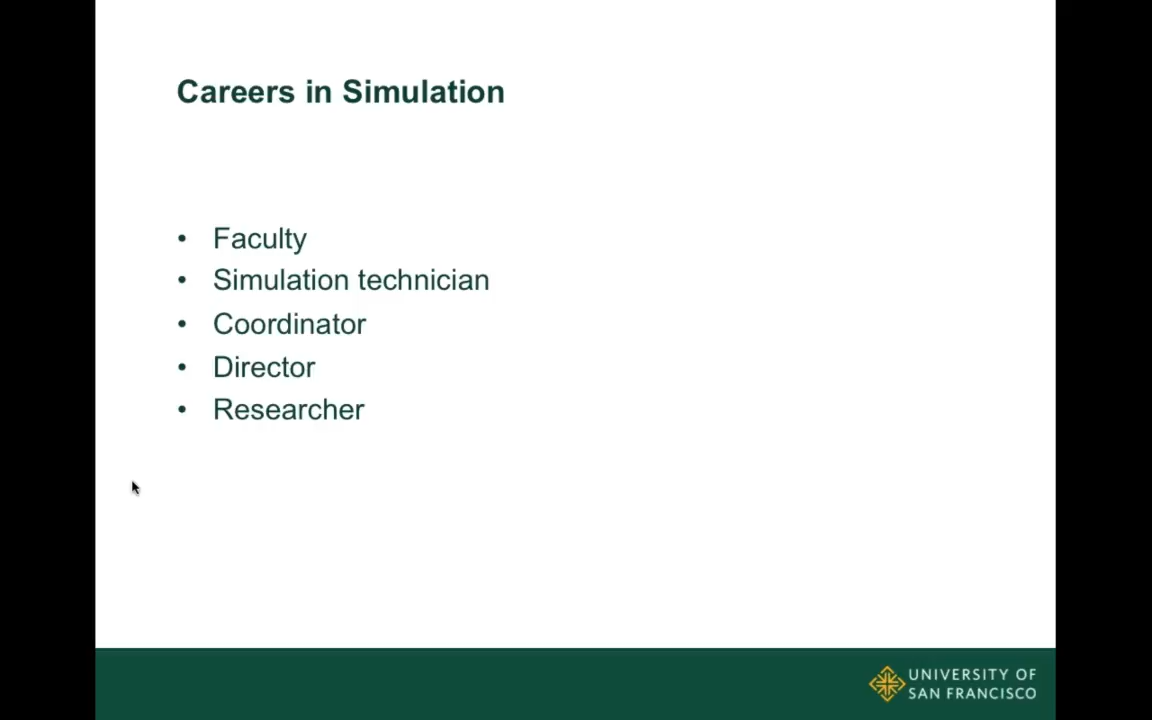 Careers in Simulation
• Faculty
• Simulation technician
• Coordinator
• Director
• Researcher
UNIVERSITY OF
SAN FRANCISCO